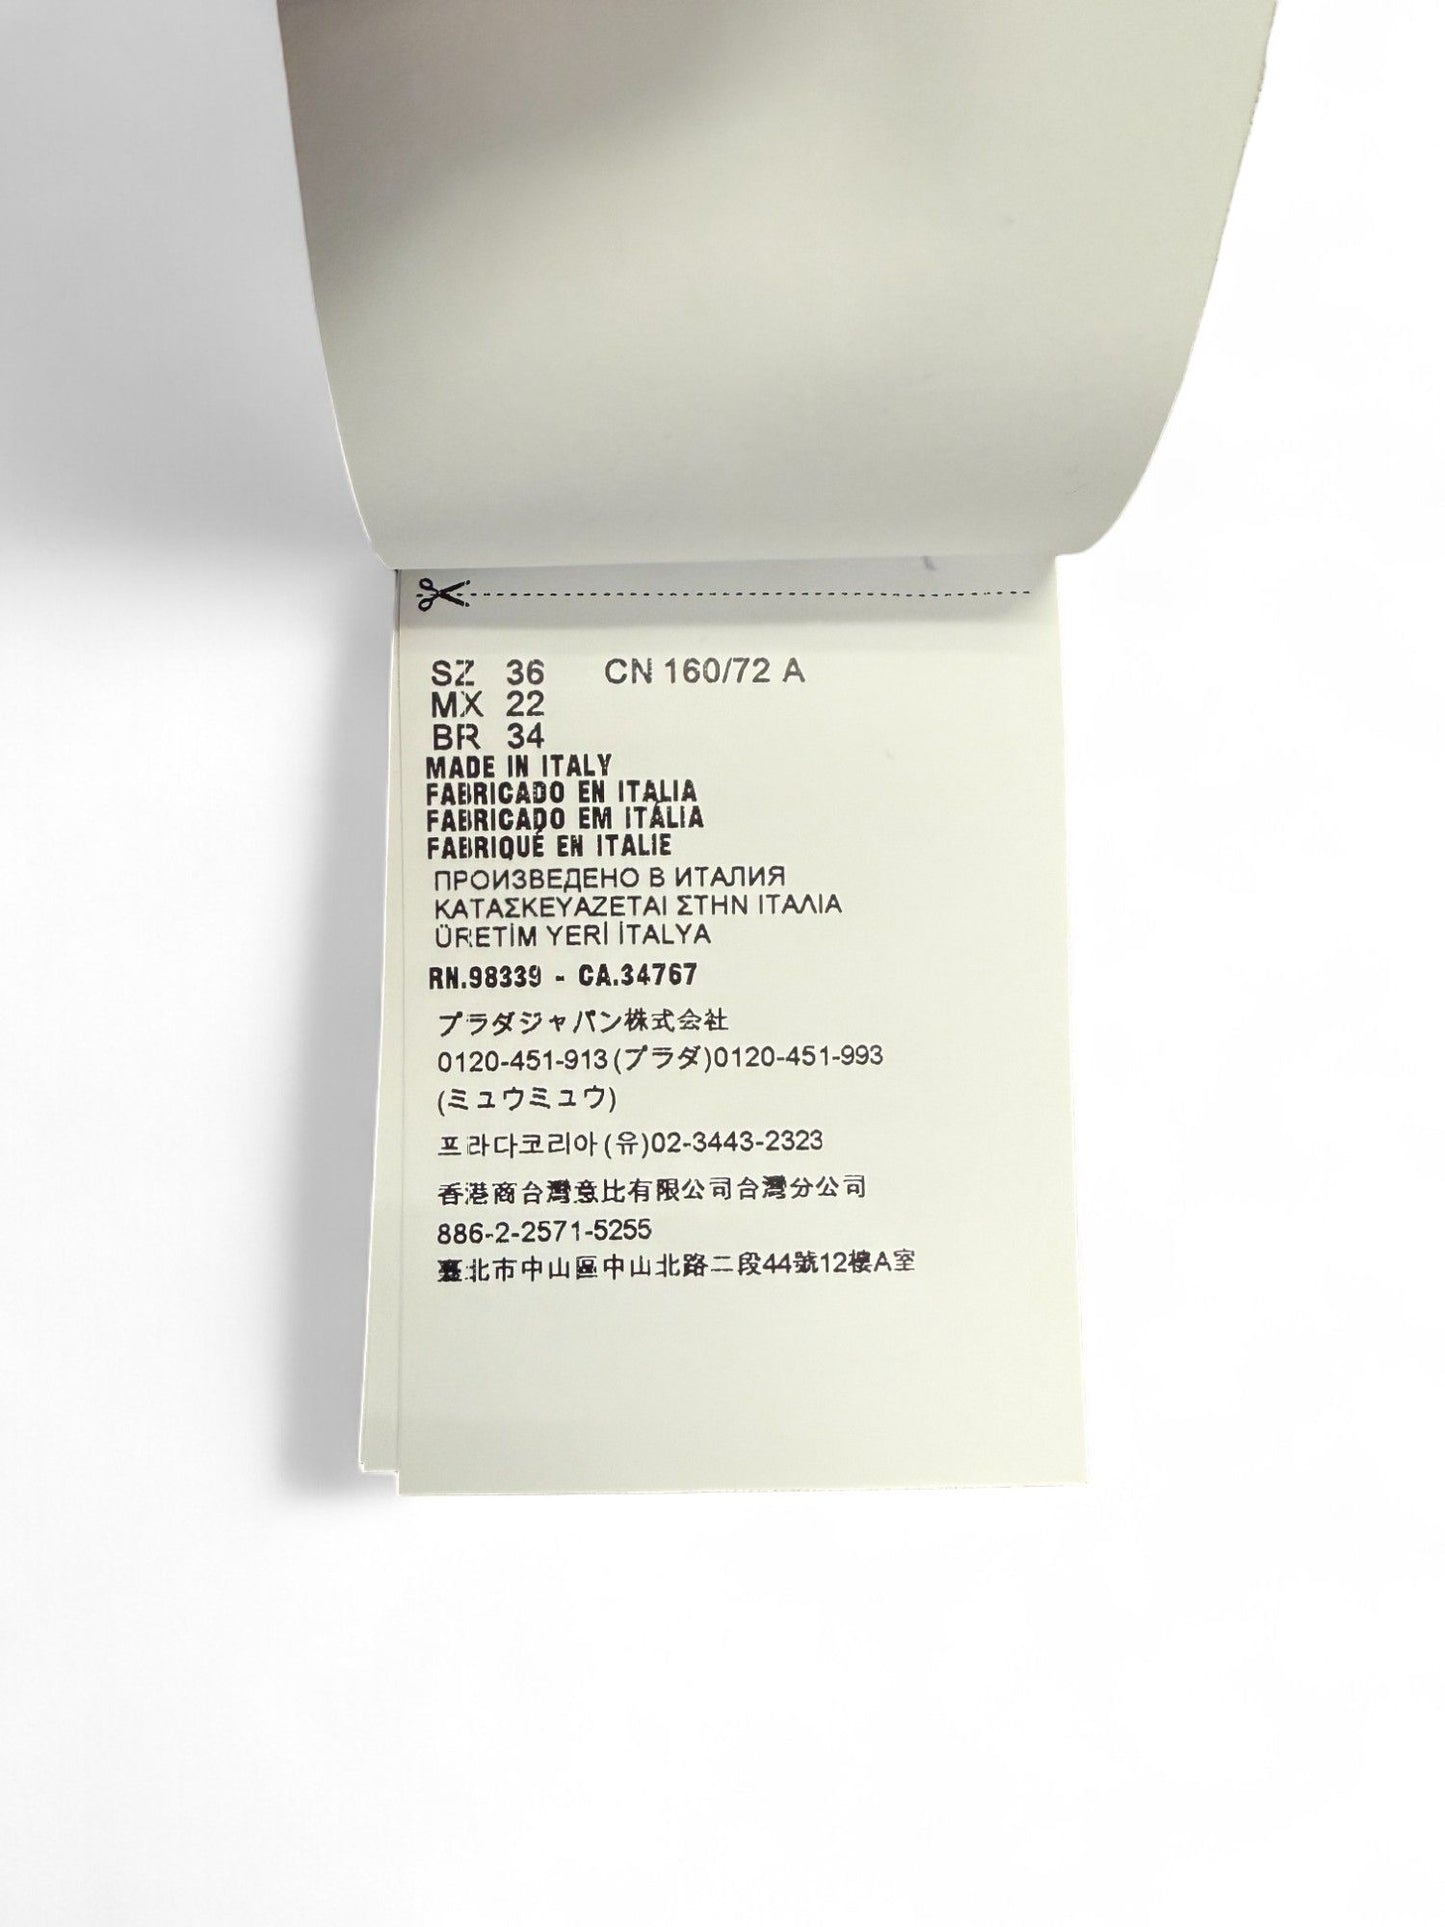 SZ 36 CN 160/72 A
MX 22
BR 34
MADE IN ITALY
FABRICADO EN ITALIA
FABRICADO EM ITÁLIA
FABRIQUÉ EN ITALIE
ПРОИЗВЕДЕНО В ИТАЛИЯ
ΚΑΤΑΣΚΕΥΑΖΕΤΑΙ ΣΤΗΝ ΙΤΑΛΙΑ
ÜRETİM YERİ İTALYA
RN.98339 - CA.34767
プラダジャパン株式会社
0120-451-913(プラダ)0120-451-993
(ミュウミュウ)
프라다코리아(유)02-3443-2323
香港商台灣意比有限公司台灣分公司
886-2-2571-5255
臺北市中山區中山北路二段44號12樓A室